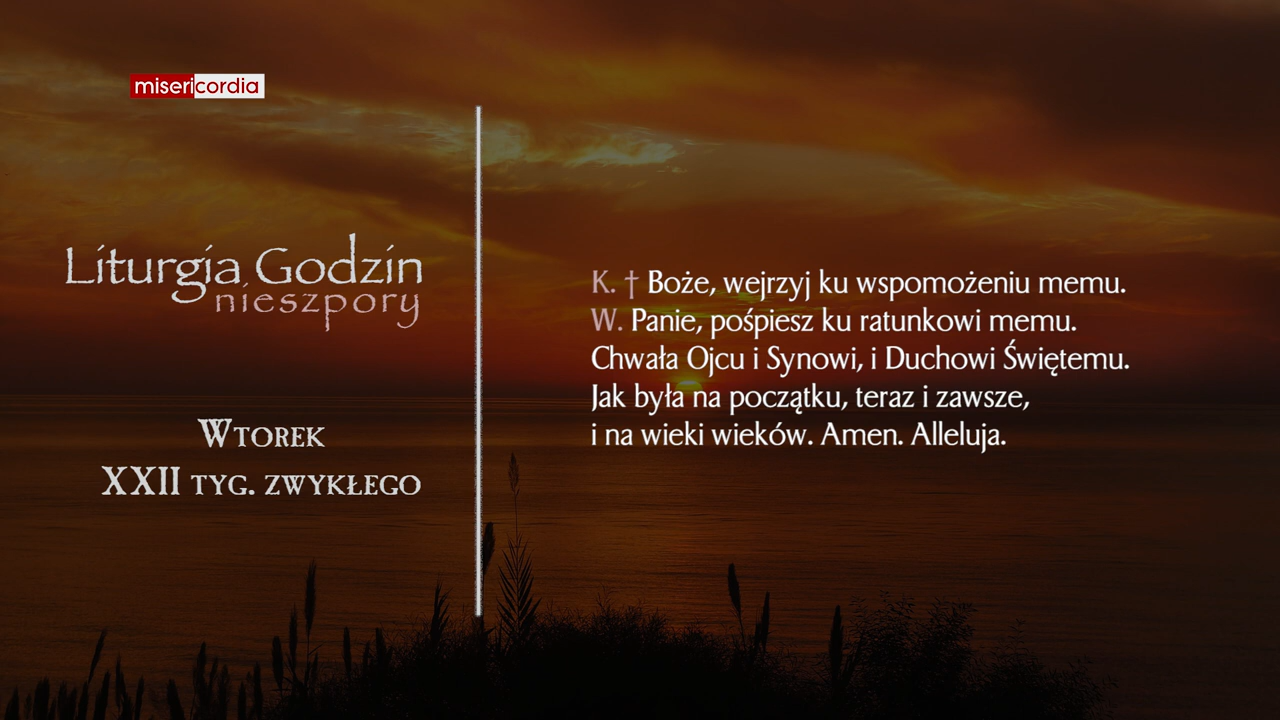 misericordia
Liturgia Godzin
nieszpory
Wtorek
XXII tyg. zwykłego
K. † Boże, wejrzyj ku wspomożeniu memu.
W. Panie, pośpiesz ku ratunkowi memu.
Chwała Ojcu i Synowi, i Duchowi Świętemu.
Jak była na początku, teraz i zawsze,
i na wieki wieków. Amen. Alleluja.